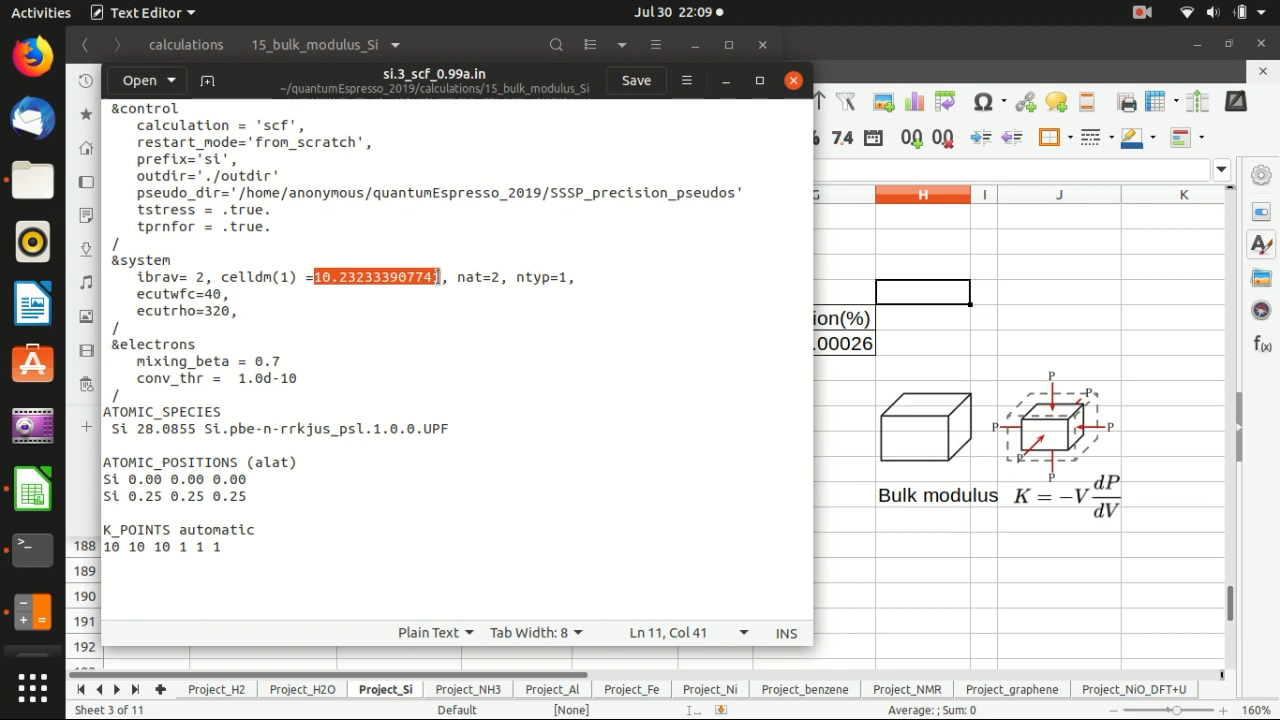 Activities Text Editor Jul 30 22:09
calculations 15_bulk_modulus_Si
Open si.3_scf_0.99a.in Save
~/quantumEspresso_2019/calculations/15_bulk_modulus_Si
&control
calculation = 'scf',
restart_mode='from_scratch',
prefix='si',
outdir='./outdir'
pseudo_dir='/home/anonymous/quantumEspresso_2019/SSSP_precision_pseudos'
tstress = .true.
tprnfor = .true.
/
&system
ibrav= 2, celldm(1) =10.2323339077471, nat=2, ntyp=1,
ecutwfc=40,
ecutrho=320,
/
&electrons
mixing_beta = 0.7
conv_thr = 1.0d-10
/
ATOMIC_SPECIES
Si 28.0855 Si.pbe-n-rrkjus_psl.1.0.0.UPF
ATOMIC_POSITIONS (alat)
Si 0.00 0.00 0.00
Si 0.25 0.25 0.25
K_POINTS automatic
10 10 10 1 1 1
Plain Text Tab Width: 8 Ln 11, Col 41 INS
7.4
H I J K
ion(%)
.00026
P
P
P
P
P
P
Bulk modulus K = −V dP/dV
188
189
190
191
192
Project_H2 Project_H2O Project_Si Project_NH3 Project_Al Project_Fe Project_Ni Project_benzene Project_NMR Project_graphene Project_NiO_DFT+U
Sheet 3 of 11 Default [None] Average: ; Sum: 0 160%